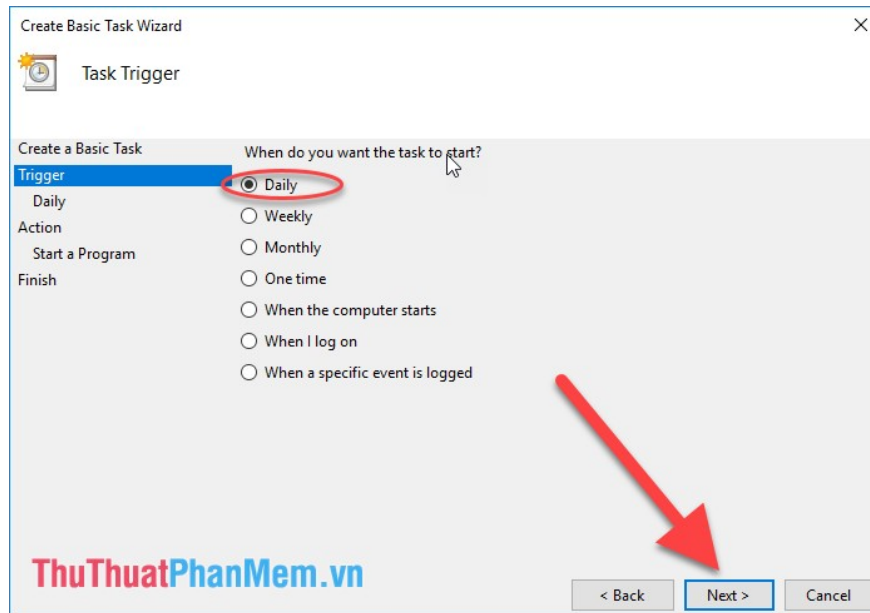 Create Basic Task Wizard
Task Trigger
Create a Basic Task
Trigger
Daily
Action
Start a Program
Finish
When do you want the task to start?
Daily
Weekly
Monthly
One time
When the computer starts
When I log on
When a specific event is logged
ThuThuatPhanMem.vn
< Back
Next >
Cancel